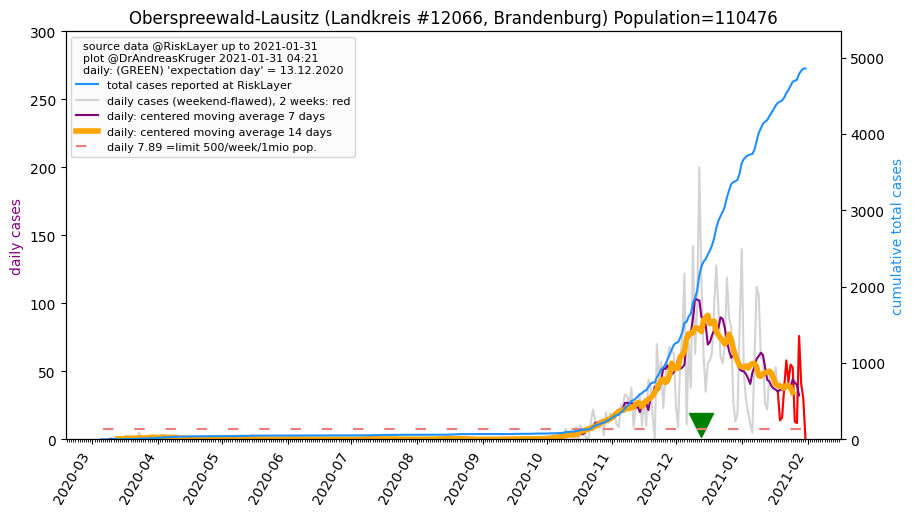 Oberspreewald-Lausitz (Landkreis #12066, Brandenburg) Population=110476
source data @RiskLayer up to 2021-01-31
plot @DrAndreasKruger 2021-01-31 04:21
daily: (GREEN) 'expectation day' = 13.12.2020
total cases reported at RiskLayer
daily cases (weekend-flawed), 2 weeks: red
daily: centered moving average 7 days
daily: centered moving average 14 days
daily 7.89 =limit 500/week/1mio pop.
daily cases
300
250
200
150
100
50
0
5000
4000
3000
2000
1000
0
cumulative total cases
2020-03
2020-04
2020-05
2020-06
2020-07
2020-08
2020-09
2020-10
2020-11
2020-12
2021-01
2021-02